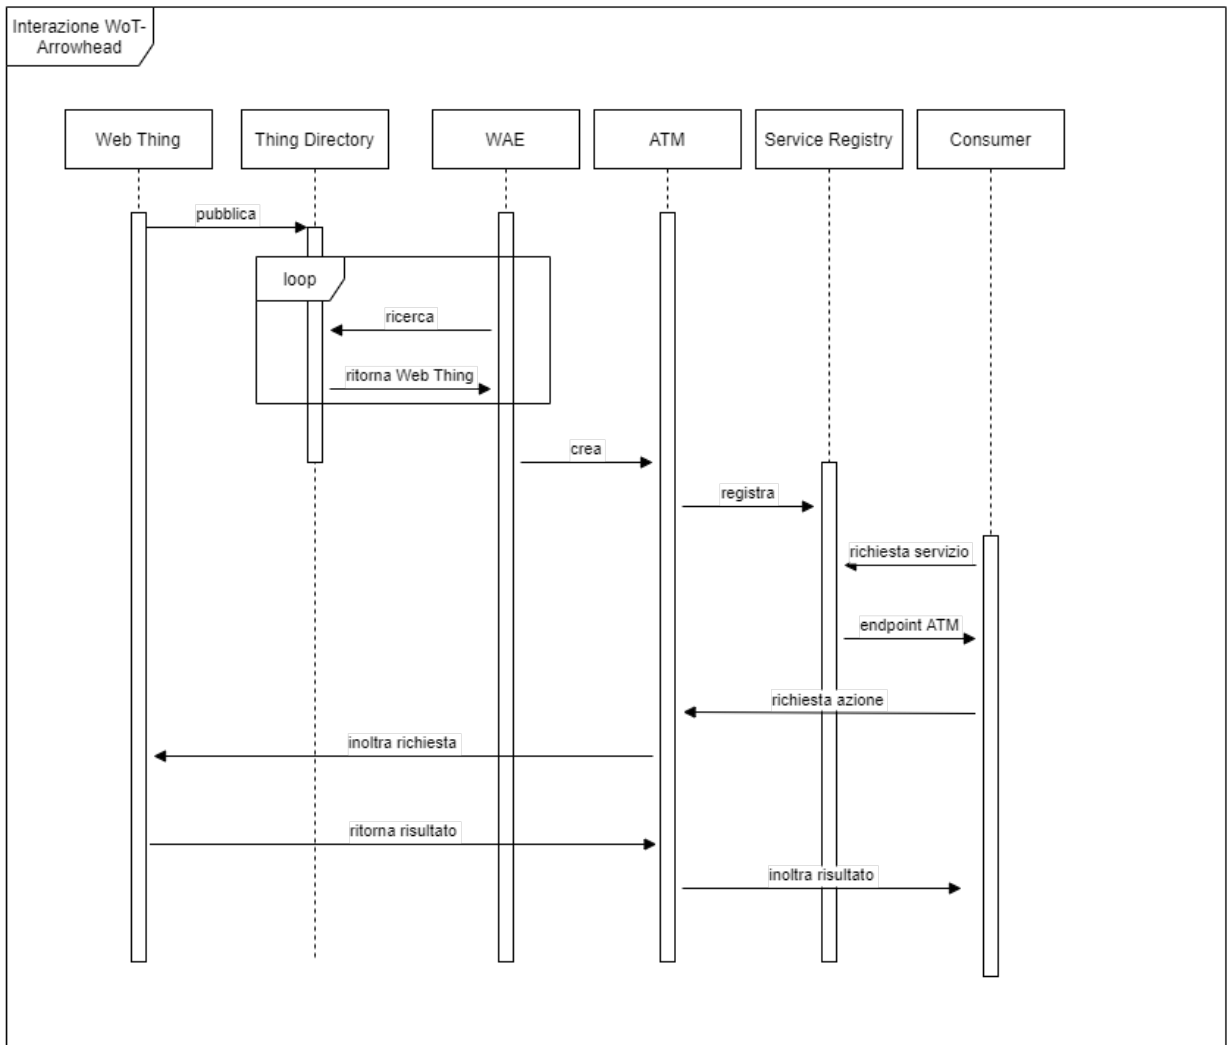 Interazione WoT-
Arrowhead
Web Thing
Thing Directory
WAE
ATM
Service Registry
Consumer
pubblica
loop
ricerca
ritorna Web Thing
crea
registra
richiesta servizio
endpoint ATM
richiesta azione
inoltra richiesta
ritorna risultato
inoltra risultato